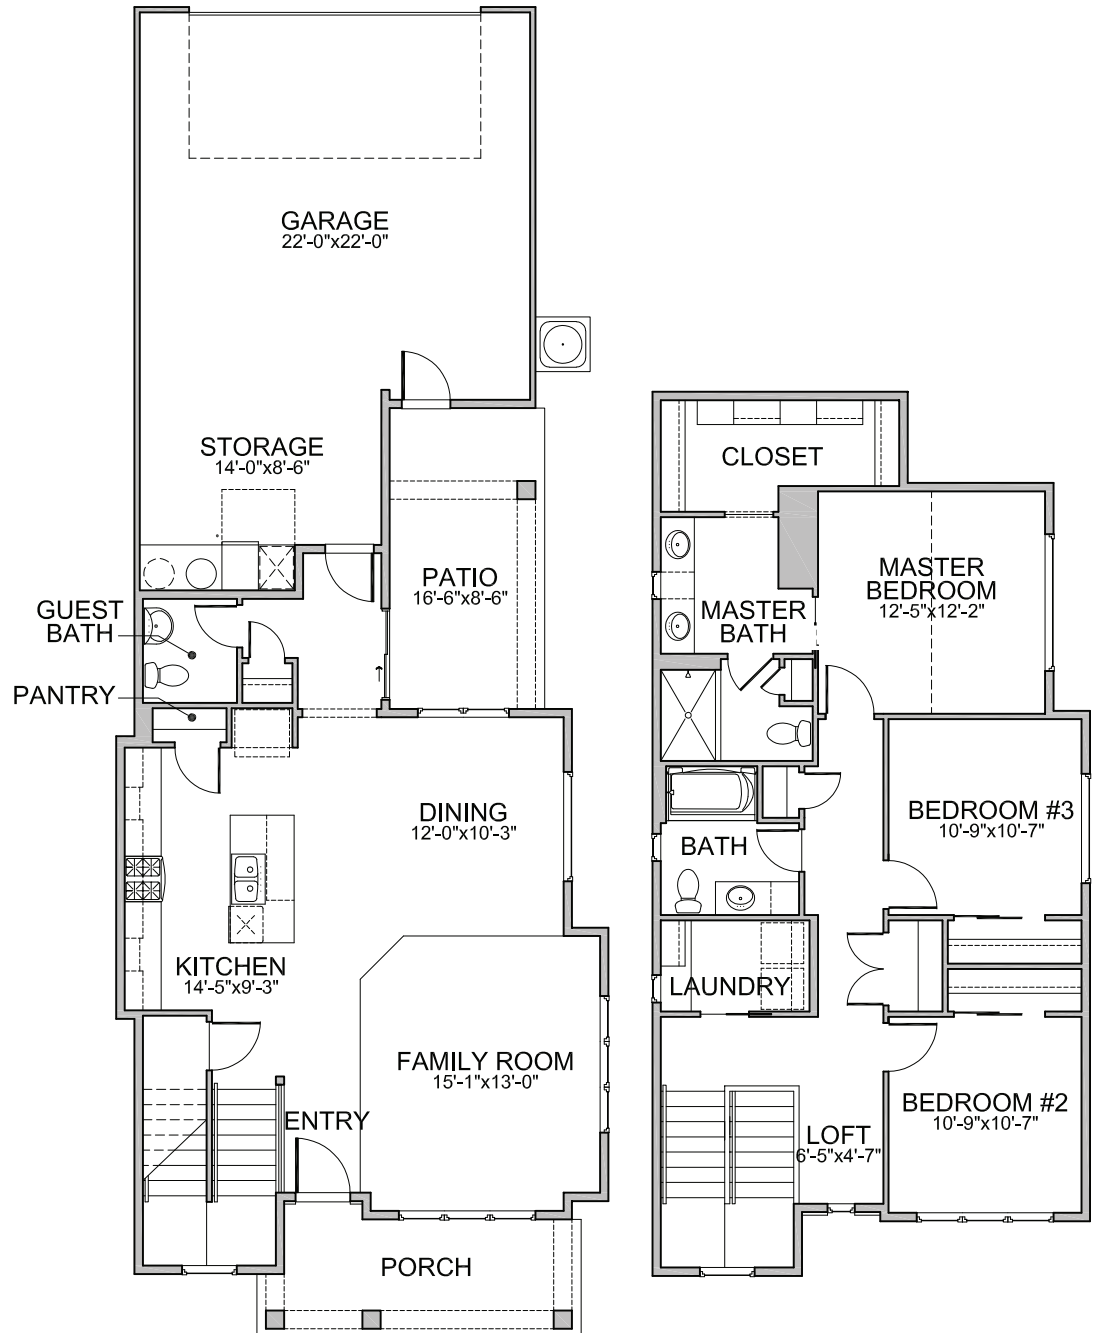 GARAGE
22'-0"x22'-0"
STORAGE
14'-0"x8'-6"
PATIO
16'-6"x8'-6"
GUEST
BATH
PANTRY
DINING
12'-0"x10'-3"
KITCHEN
14'-5"x9'-3"
FAMILY ROOM
15'-1"x13'-0"
ENTRY
PORCH
CLOSET
MASTER
BEDROOM
12'-5"x12'-2"
MASTER
BATH
BEDROOM #3
10'-9"x10'-7"
BATH
LAUNDRY
BEDROOM #2
10'-9"x10'-7"
LOFT
6'-5"x4'-7"